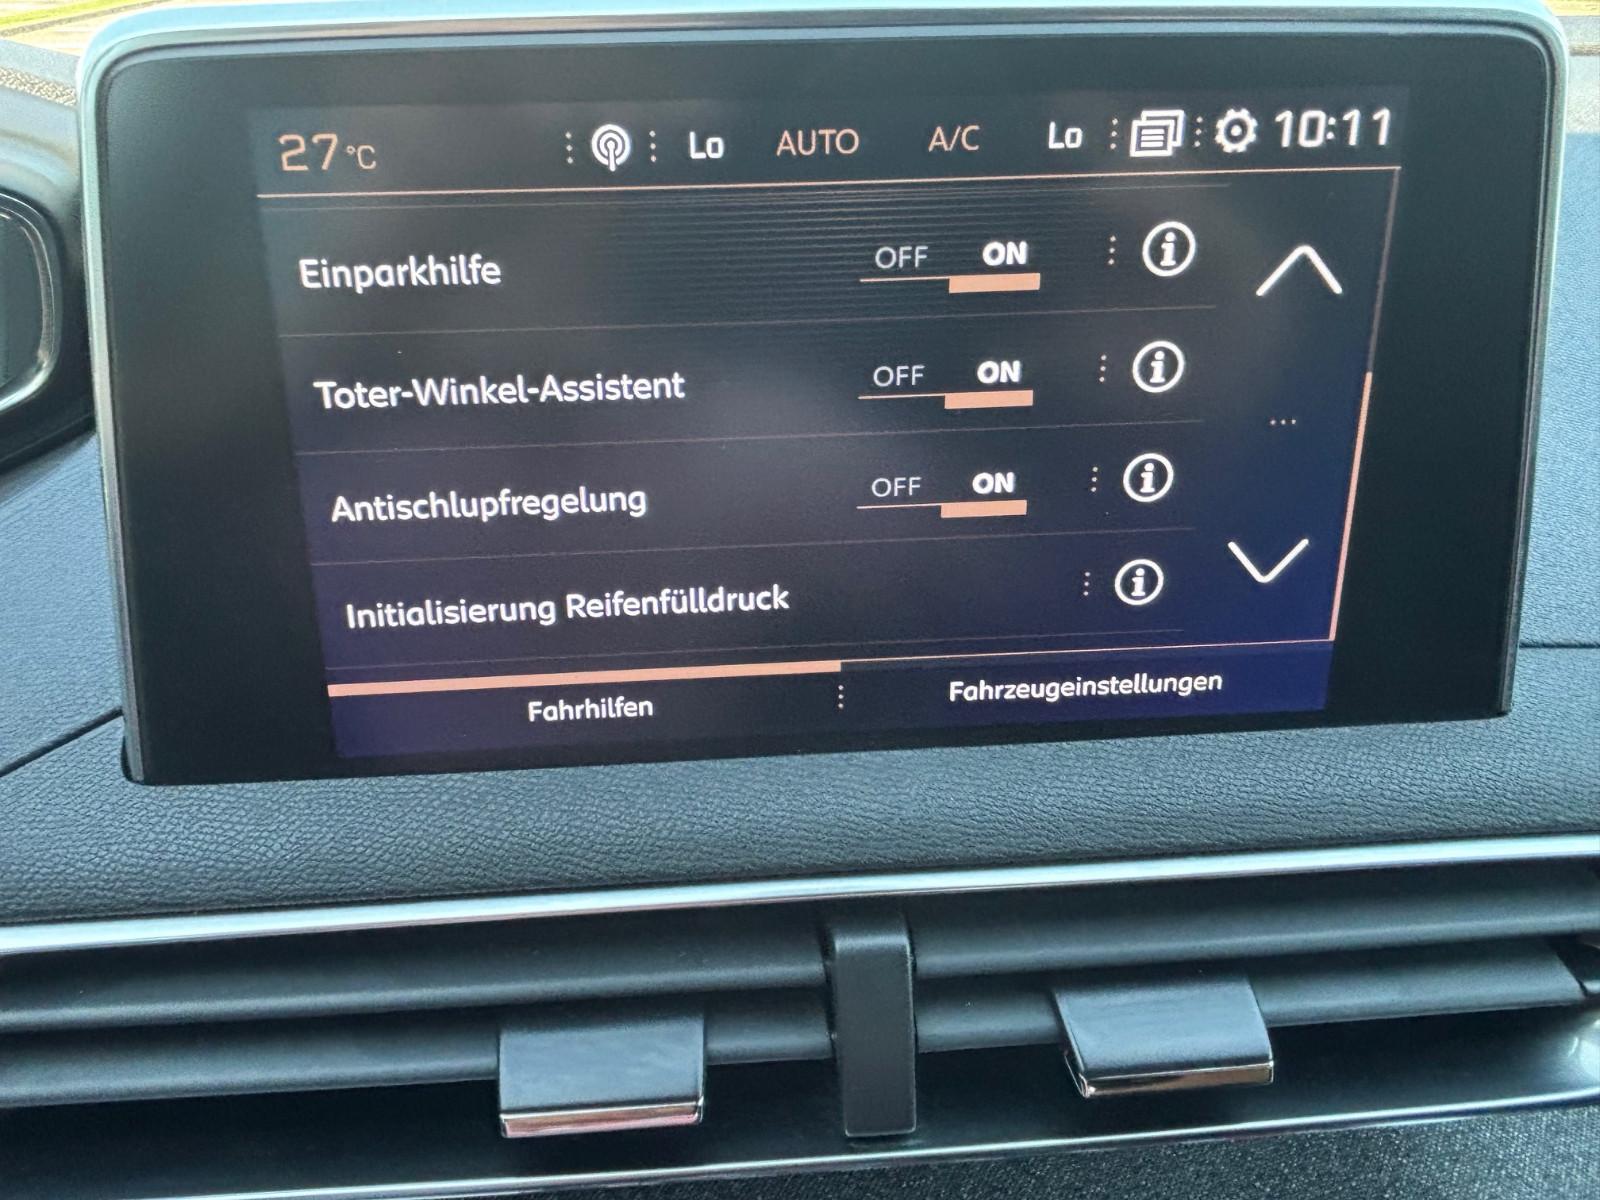 27 °C Lo AUTO A/C Lo 10:11
Einparkhilfe OFF ON
Toter-Winkel-Assistent OFF ON
Antischlupfregelung OFF ON
Initialisierung Reifenfülldruck
Fahrhilfen Fahrzeugeinstellungen